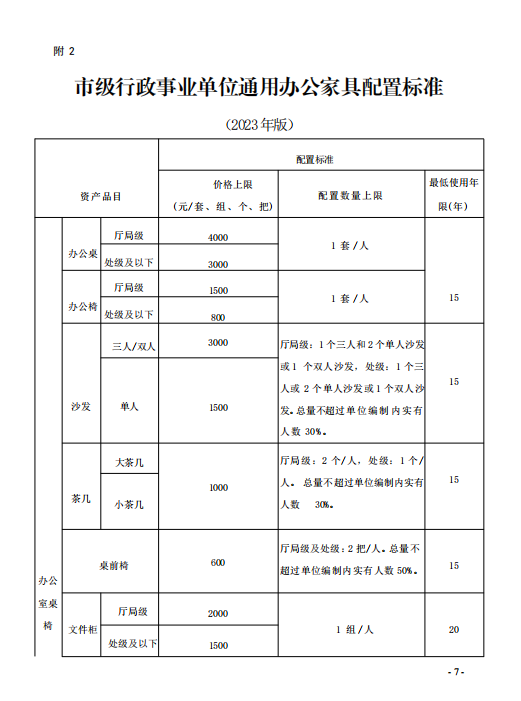 附 2
市级行政事业单位通用办公家具配置标准
（2023 年版）
资产品目
配置标准
价格上限
(元/套、组、个、把)
配置数量上限
最低使用年
限(年)
办公室桌椅
办公桌
厅局级
4000
1 套/人
15
处级及以下
3000
办公椅
厅局级
1500
1 套/人
处级及以下
800
沙发
三人/双人
3000
厅局级：1 个三人和 2 个单人沙发
或 1 个双人沙发，处级：1 个三
人或 2 个单人沙发或 1 个双人沙
发。总量不超过单位编制内实有
人数 30%。
15
单人
1500
茶几
大茶几
1000
厅局级：2 个/人，处级：1 个/
人。 总量不超过单位编制内实有
人数 30%。
15
小茶几
桌前椅
600
厅局级及处级：2 把/人。总量不
超过单位编制内实有人数 50%。
15
文件柜
厅局级
2000
1 组/人
20
处级及以下
1500
- 7 -